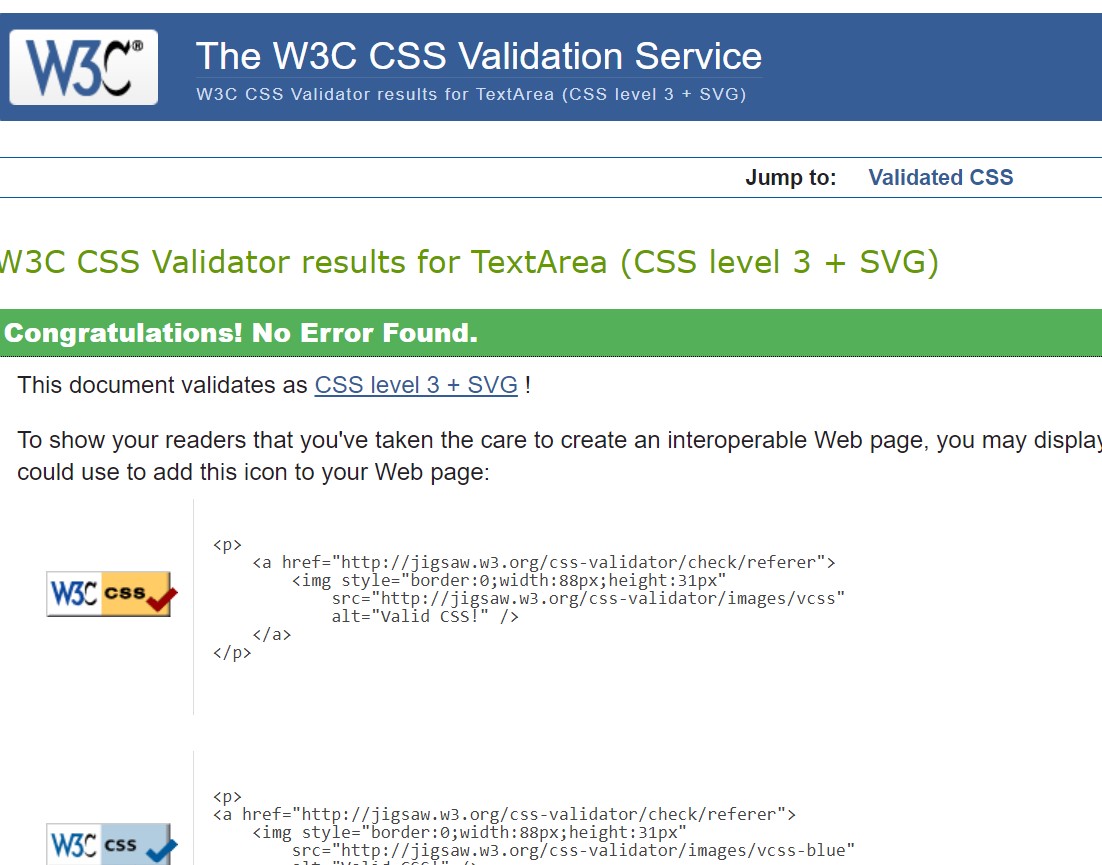 W3C®
The W3C CSS Validation Service
W3C CSS Validator results for TextArea (CSS level 3 + SVG)
Jump to: Validated CSS
W3C CSS Validator results for TextArea (CSS level 3 + SVG)
Congratulations! No Error Found.
This document validates as CSS level 3 + SVG !
To show your readers that you've taken the care to create an interoperable Web page, you may display
could use to add this icon to your Web page:
W3C css
<p>
    <a href="http://jigsaw.w3.org/css-validator/check/referer">
        <img style="border:0;width:88px;height:31px"
            src="http://jigsaw.w3.org/css-validator/images/vcss"
            alt="Valid CSS!" />
    </a>
</p>
W3C css
<p>
<a href="http://jigsaw.w3.org/css-validator/check/referer">
    <img style="border:0;width:88px;height:31px"
        src="http://jigsaw.w3.org/css-validator/images/vcss-blue"
        alt="Valid CSS!" />